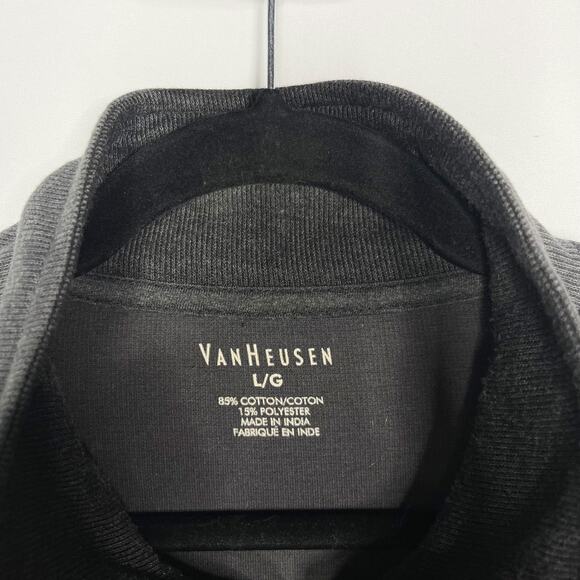 VANHEUSEN
L/G
85% COTTON/COTON
15% POLYESTER
MADE IN INDIA
FABRIQUÉ EN INDE